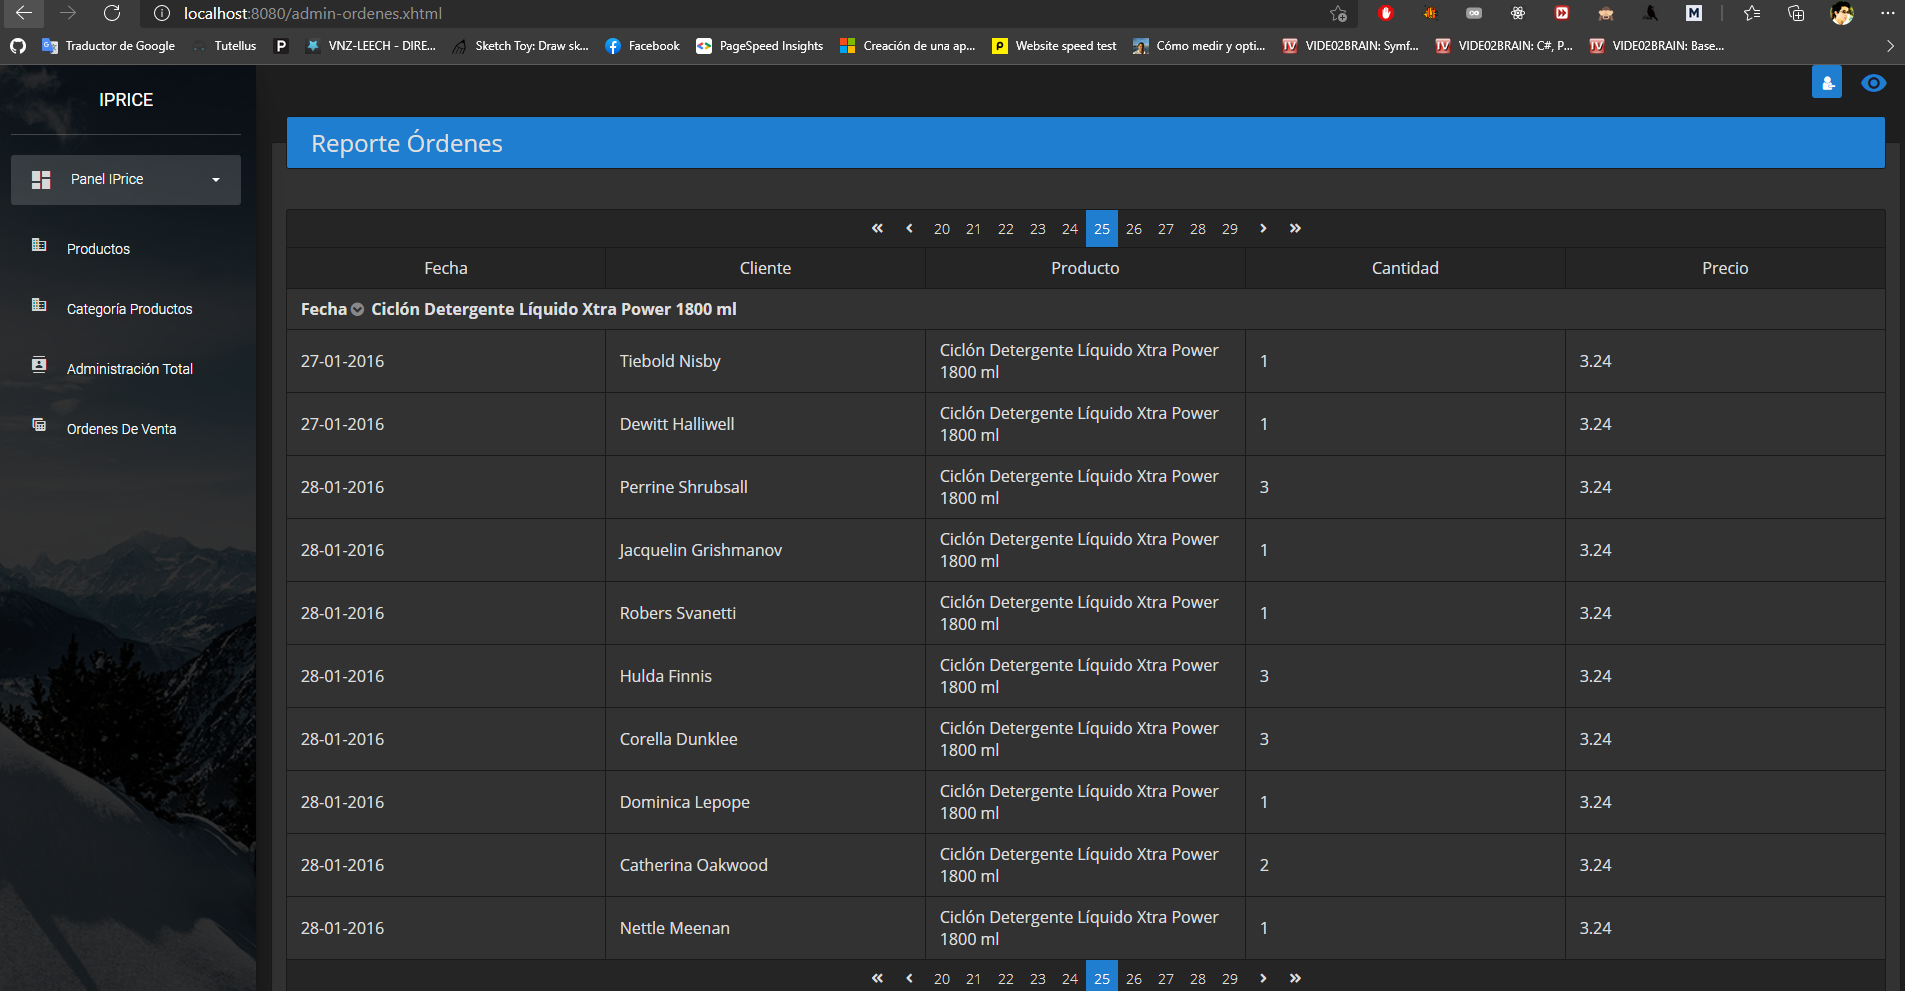 localhost:8080/admin-ordenes.xhtml
Traductor de Google Tutellus VNZ-LEECH - DIRE... Sketch Toy: Draw sk... Facebook PageSpeed Insights Creación de una ap... Website speed test Cómo medir y opti... VIDE02BRAIN: Symf... VIDE02BRAIN: C#, P... VIDE02BRAIN: Base...
IPRICE
Panel IPrice
Productos
Categoría Productos
Administración Total
Ordenes De Venta
Reporte Órdenes
« ‹ 20 21 22 23 24 25 26 27 28 29 › »
Fecha Cliente Producto Cantidad Precio
Fecha Ciclón Detergente Líquido Xtra Power 1800 ml
27-01-2016 Tiebold Nisby Ciclón Detergente Líquido Xtra Power 1800 ml 1 3.24
27-01-2016 Dewitt Halliwell Ciclón Detergente Líquido Xtra Power 1800 ml 1 3.24
28-01-2016 Perrine Shrubsall Ciclón Detergente Líquido Xtra Power 1800 ml 3 3.24
28-01-2016 Jacquelin Grishmanov Ciclón Detergente Líquido Xtra Power 1800 ml 1 3.24
28-01-2016 Robers Svanetti Ciclón Detergente Líquido Xtra Power 1800 ml 1 3.24
28-01-2016 Hulda Finnis Ciclón Detergente Líquido Xtra Power 1800 ml 3 3.24
28-01-2016 Corella Dunklee Ciclón Detergente Líquido Xtra Power 1800 ml 3 3.24
28-01-2016 Dominica Lepope Ciclón Detergente Líquido Xtra Power 1800 ml 1 3.24
28-01-2016 Catherina Oakwood Ciclón Detergente Líquido Xtra Power 1800 ml 2 3.24
28-01-2016 Nettle Meenan Ciclón Detergente Líquido Xtra Power 1800 ml 1 3.24
« ‹ 20 21 22 23 24 25 26 27 28 29 › »